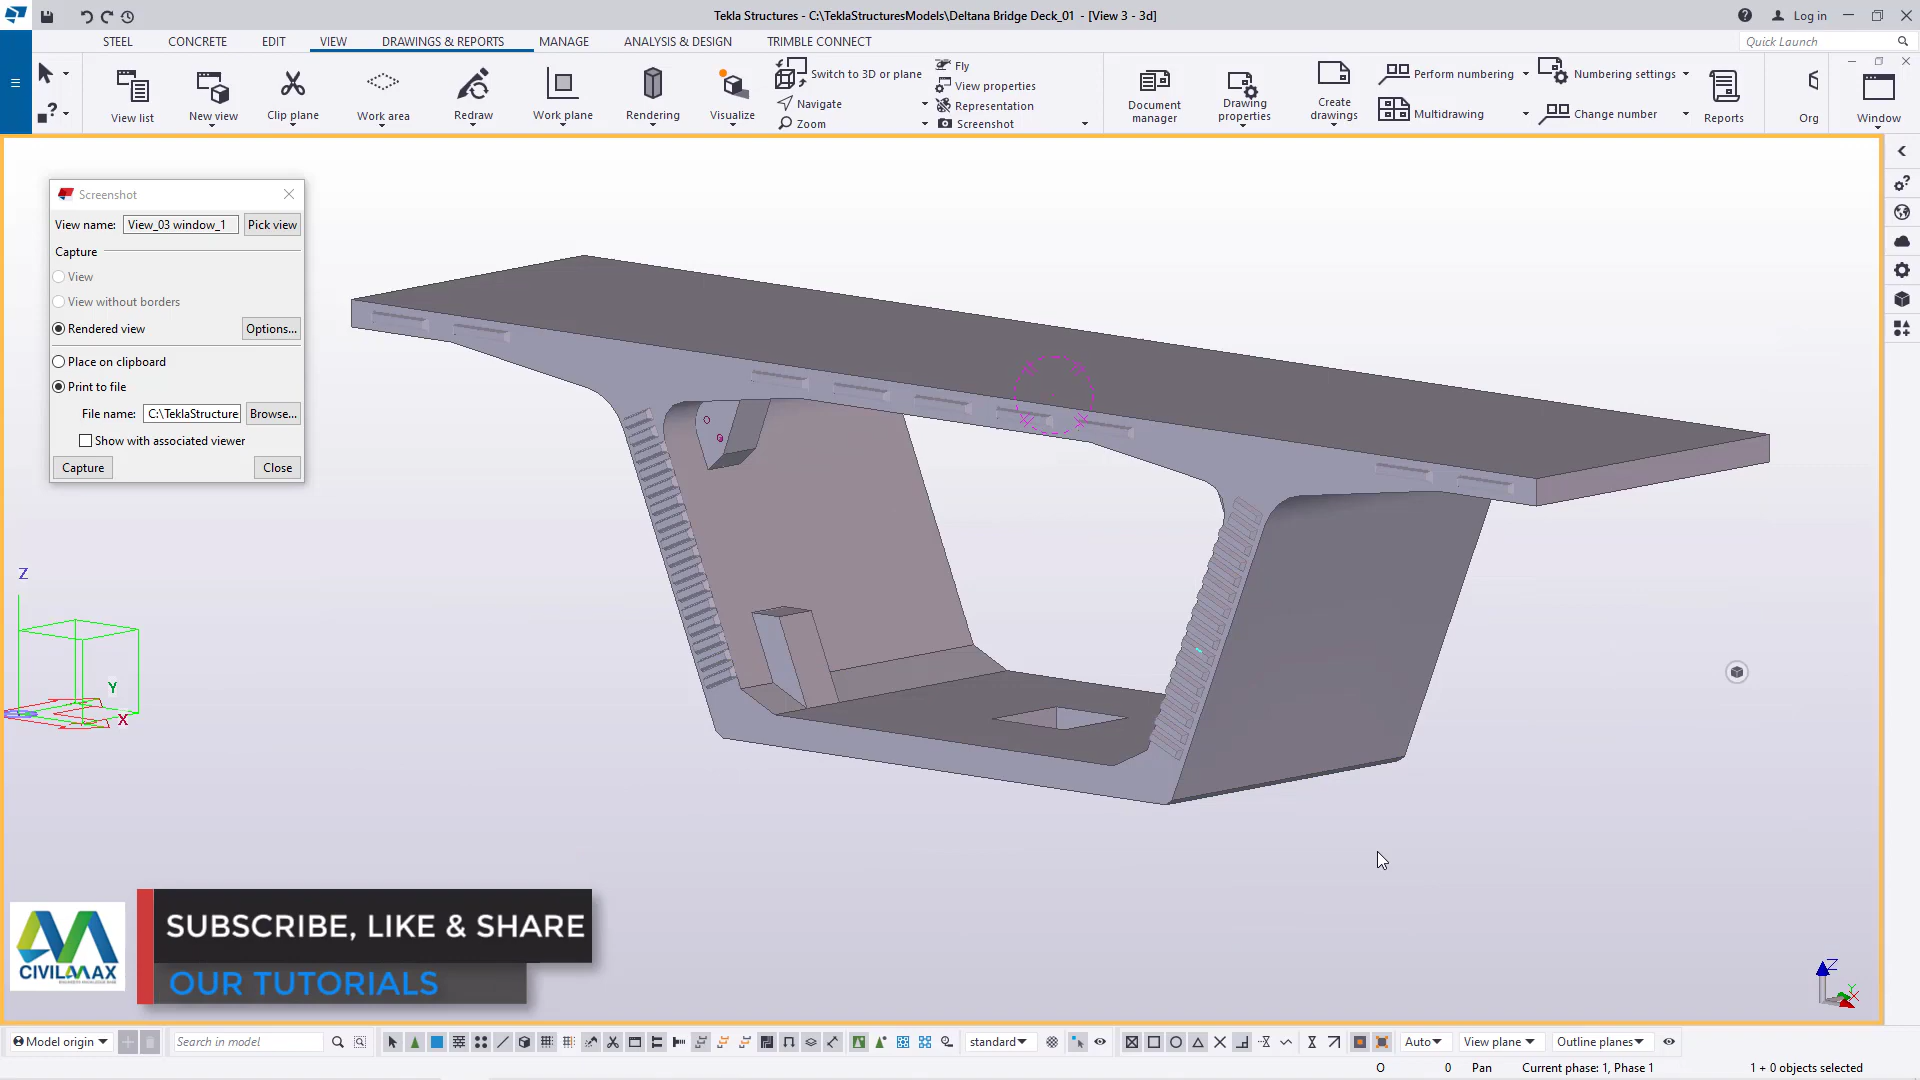 Tekla Structures - C:\TeklaStructuresModels\Deltana Bridge Deck_01 - [View 3 - 3d]
Log in
STEEL CONCRETE EDIT VIEW DRAWINGS & REPORTS MANAGE ANALYSIS & DESIGN TRIMBLE CONNECT
Quick Launch
View list
New view
Clip plane
Work area
Redraw
Work plane
Rendering
Visualize
Switch to 3D or plane
Navigate
Zoom
Fly
View properties
Representation
Screenshot
Document manager
Drawing properties
Create drawings
Perform numbering
Multidrawing
Numbering settings
Change number
Reports
Org
Window
Screenshot
View name: View_03 window_1 Pick view
Capture
View
View without borders
Rendered view Options...
Place on clipboard
Print to file
File name: C:\TeklaStructure Browse...
Show with associated viewer
Capture Close
Z
Y
X
SUBSCRIBE, LIKE & SHARE
OUR TUTORIALS
CIVILMAX
Z
Y
X
Model origin Search in model standard Auto View plane Outline planes
O 0 Pan Current phase: 1, Phase 1 1 + 0 objects selected